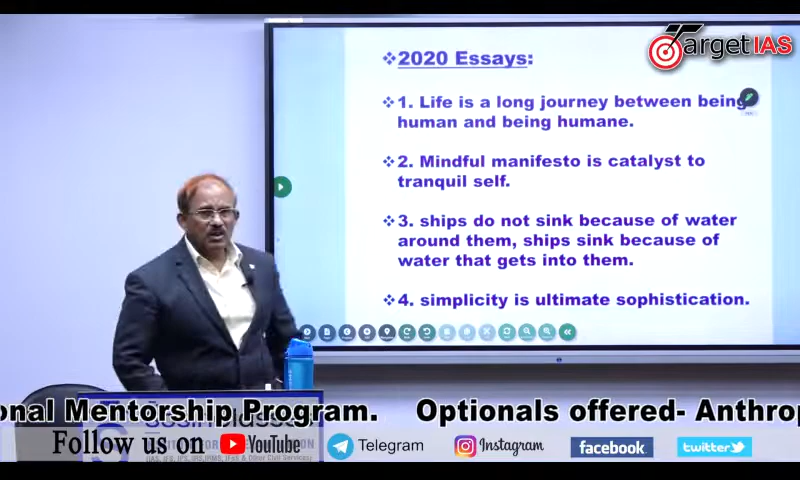 Target IAS
❖2020 Essays:
❖1. Life is a long journey between being
human and being humane.
❖2. Mindful manifesto is catalyst to
tranquil self.
❖3. ships do not sink because of water
around them, ships sink because of
water that gets into them.
❖4. simplicity is ultimate sophistication.
onal Mentorship Program. Optionals offered- Anthrop
Follow us on YouTube Telegram Instagram facebook twitter